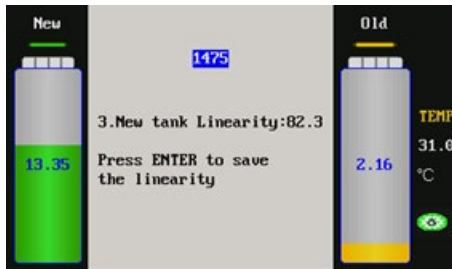 New
Old
1475
3.New tank Linearity:82.3
TEMP
31.0
13.35
Press ENTER to save
2.16
the linearity
°C